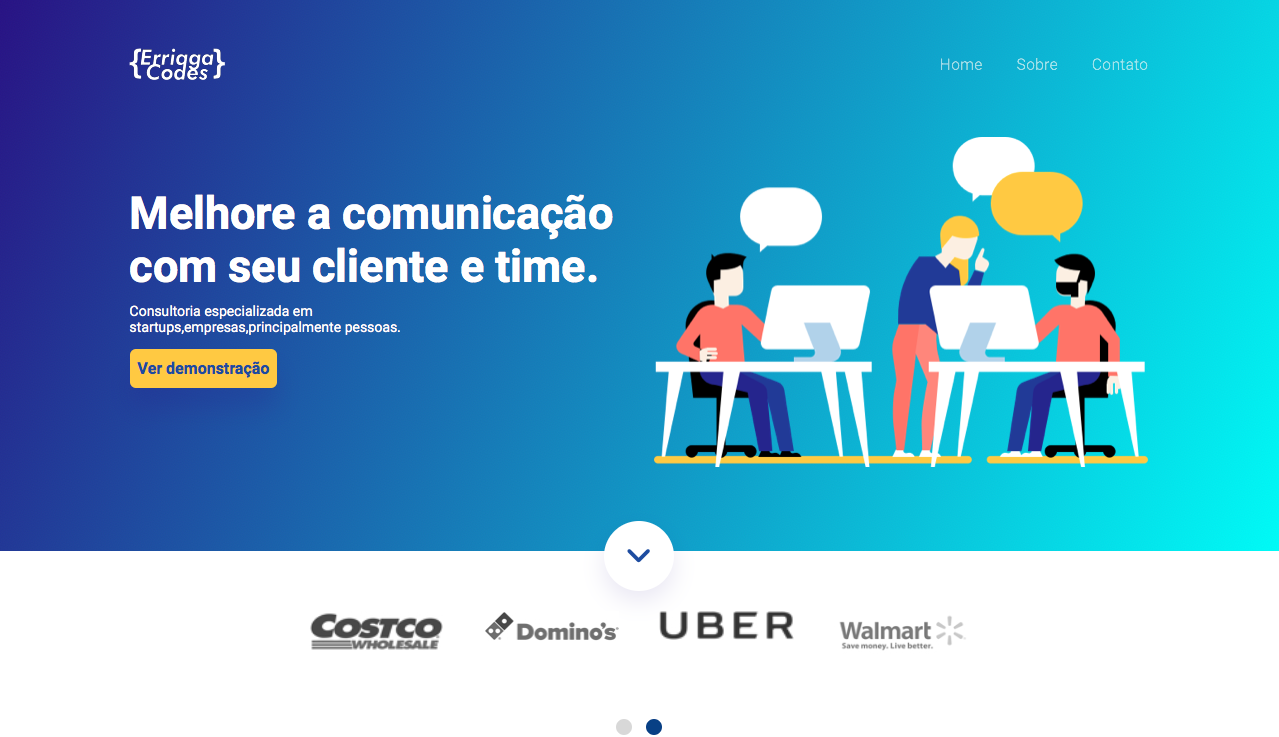 {Erriqga
Codes}
Home Sobre Contato
Melhore a comunicação
com seu cliente e time.
Consultoria especializada em
startups,empresas,principalmente pessoas.
Ver demonstração
COSTCO
WHOLESALE
Domino's
UBER
Walmart
Save money. Live better.